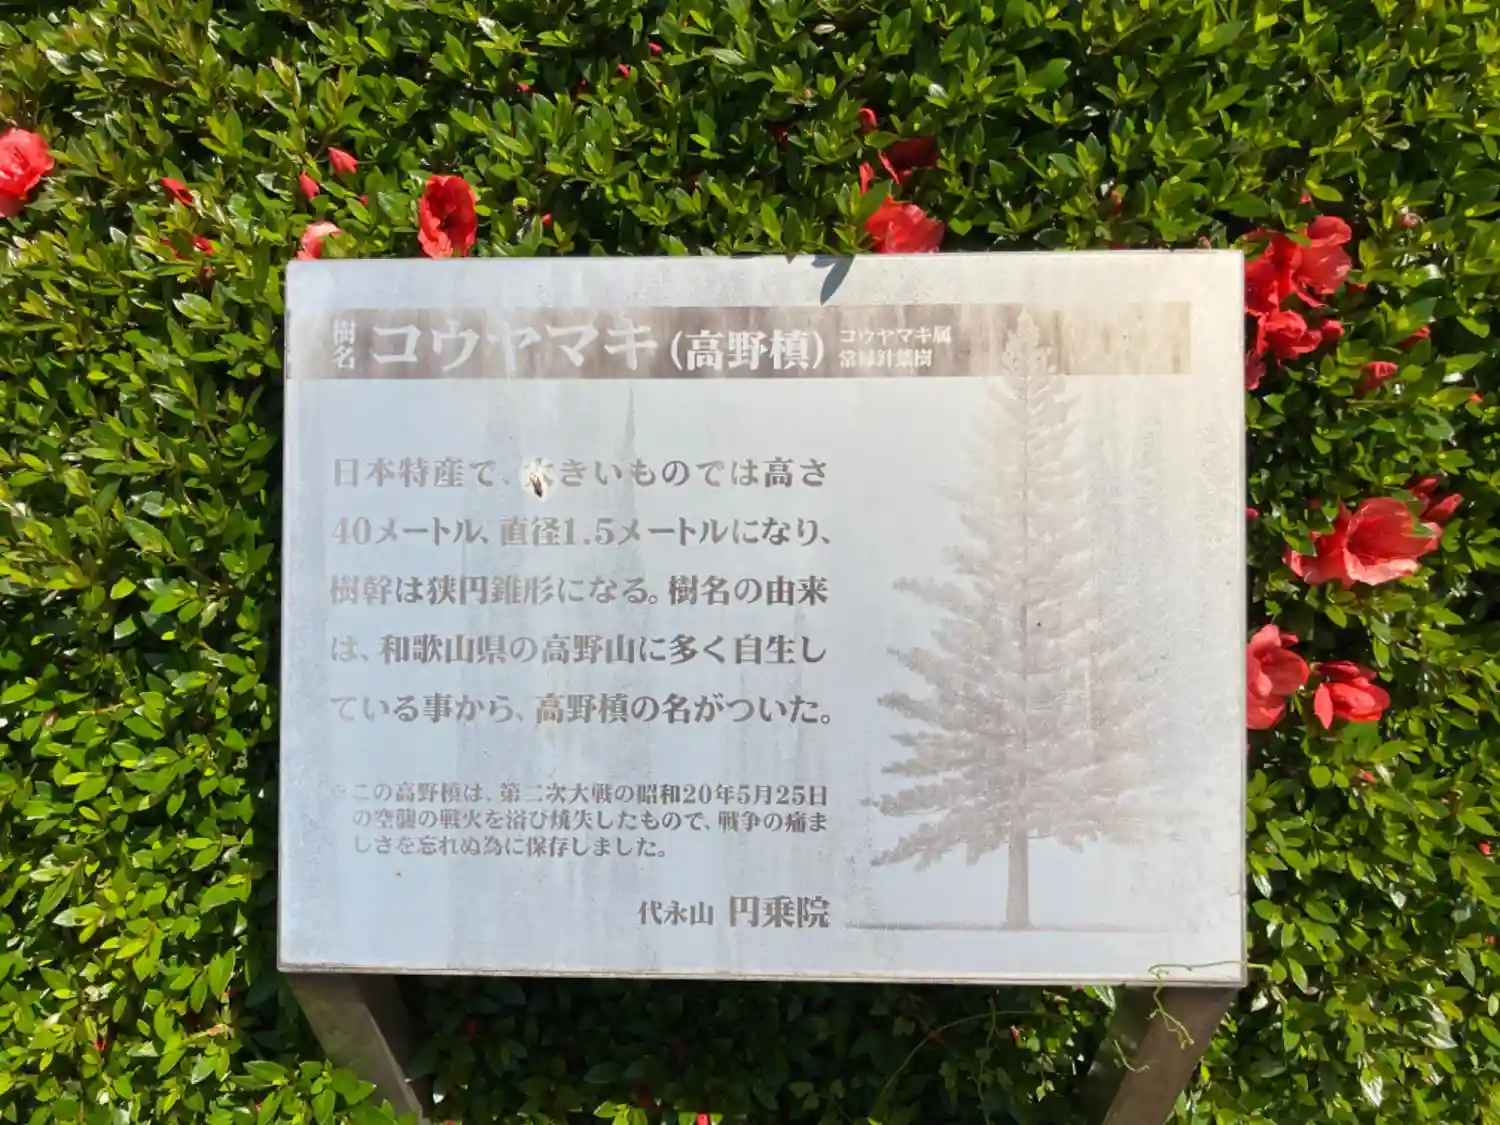 樹名 コウヤマキ(高野槙) コウヤマキ属 常緑針葉樹
日本特産で、大きいものでは高さ
40メートル、直径1.5メートルになり、
樹幹は狭円錐形になる。樹名の由来
は、和歌山県の高野山に多く自生し
ている事から、高野槙の名がついた。
この高野槙は、第二次大戦の昭和20年5月25日
の空襲の戦火を浴び焼失したもので、戦争の痛ま
しさを忘れぬ為に保存しました。
代永山 円乗院